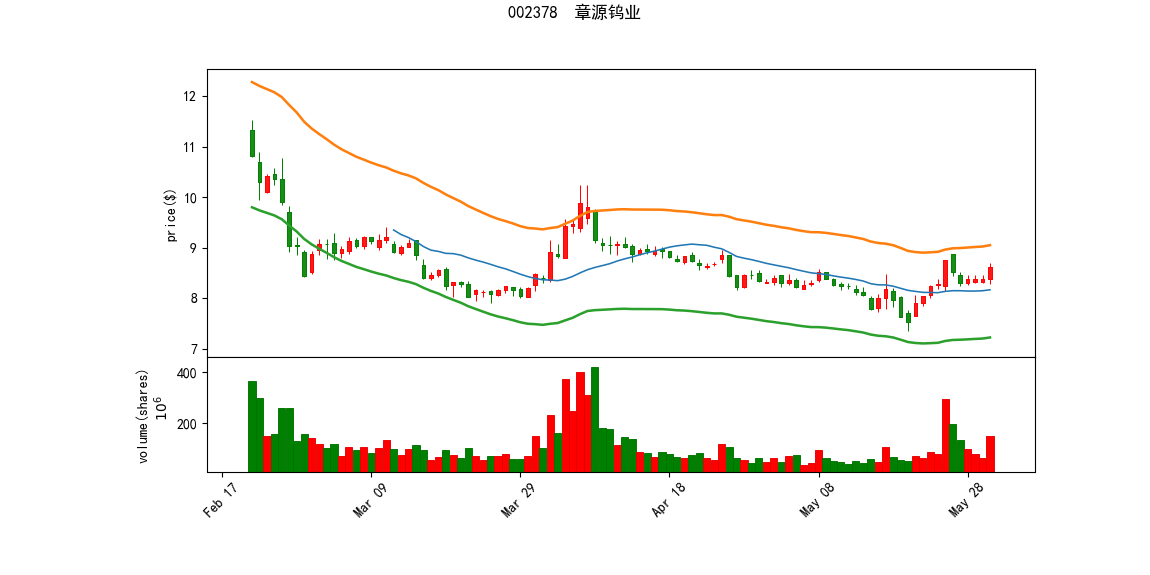 002378 章源钨业
12
11
10
9
8
7
price($)
400
200
volume(shares)
10^6
Feb 17
Mar 09
Mar 29
Apr 18
May 08
May 28